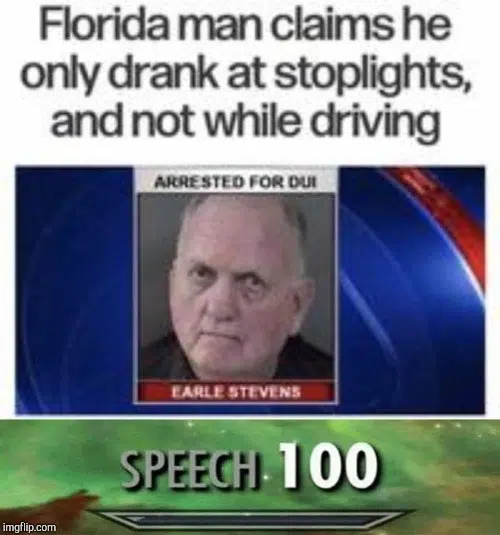 Florida man claims he
only drank at stoplights,
and not while driving
ARRESTED FOR DUI
EARLE STEVENS
SPEECH 100
imgflip.com